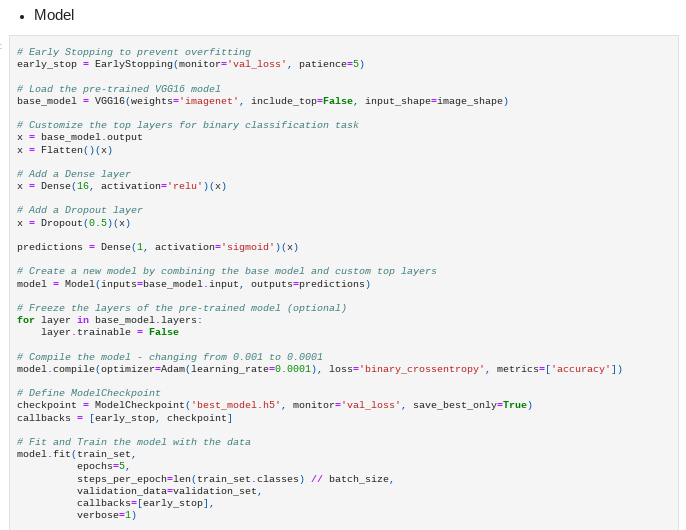 • Model
# Early Stopping to prevent overfitting
early_stop = EarlyStopping(monitor='val_loss', patience=5)
# Load the pre-trained VGG16 model
base_model = VGG16(weights='imagenet', include_top=False, input_shape=image_shape)
# Customize the top layers for binary classification task
x = base_model.output
x = Flatten()(x)
# Add a Dense layer
x = Dense(16, activation='relu')(x)
# Add a Dropout layer
x = Dropout(0.5)(x)
predictions = Dense(1, activation='sigmoid')(x)
# Create a new model by combining the base model and custom top layers
model = Model(inputs=base_model.input, outputs=predictions)
# Freeze the layers of the pre-trained model (optional)
for layer in base_model.layers:
    layer.trainable = False
# Compile the model - changing from 0.001 to 0.0001
model.compile(optimizer=Adam(learning_rate=0.0001), loss='binary_crossentropy', metrics=['accuracy'])
# Define ModelCheckpoint
checkpoint = ModelCheckpoint('best_model.h5', monitor='val_loss', save_best_only=True)
callbacks = [early_stop, checkpoint]
# Fit and Train the model with the data
model.fit(train_set,
          epochs=5,
          steps_per_epoch=len(train_set.classes) // batch_size,
          validation_data=validation_set,
          callbacks=[early_stop],
          verbose=1)